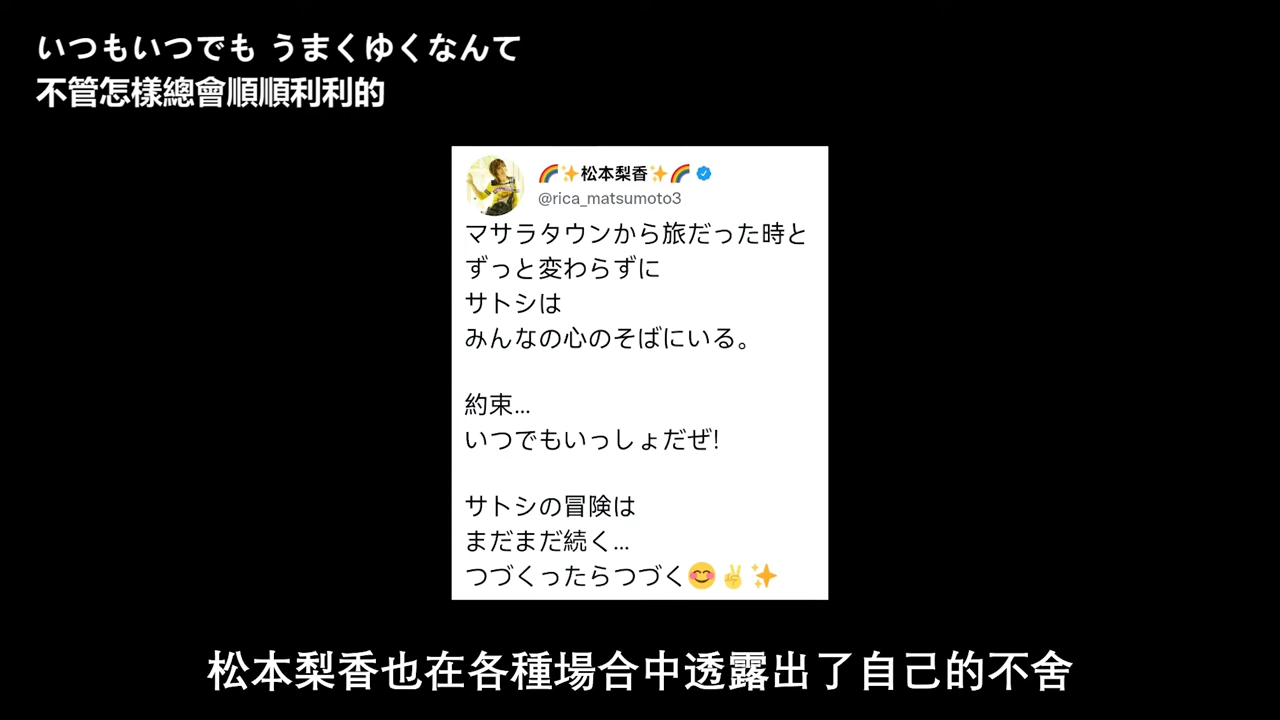 いつもいつでも うまくゆくなんて
不管怎樣總會順順利利的
🌈✨松本梨香✨🌈
@rica_matsumoto3
マサラタウンから旅だった時と
ずっと変わらずに
サトシは
みんなの心のそばにいる。
約束...
いつでもいっしょだぜ!
サトシの冒険は
まだまだ続く...
つづくったらつづく😊✌️✨
松本梨香也在各種場合中透露出了自己的不舍